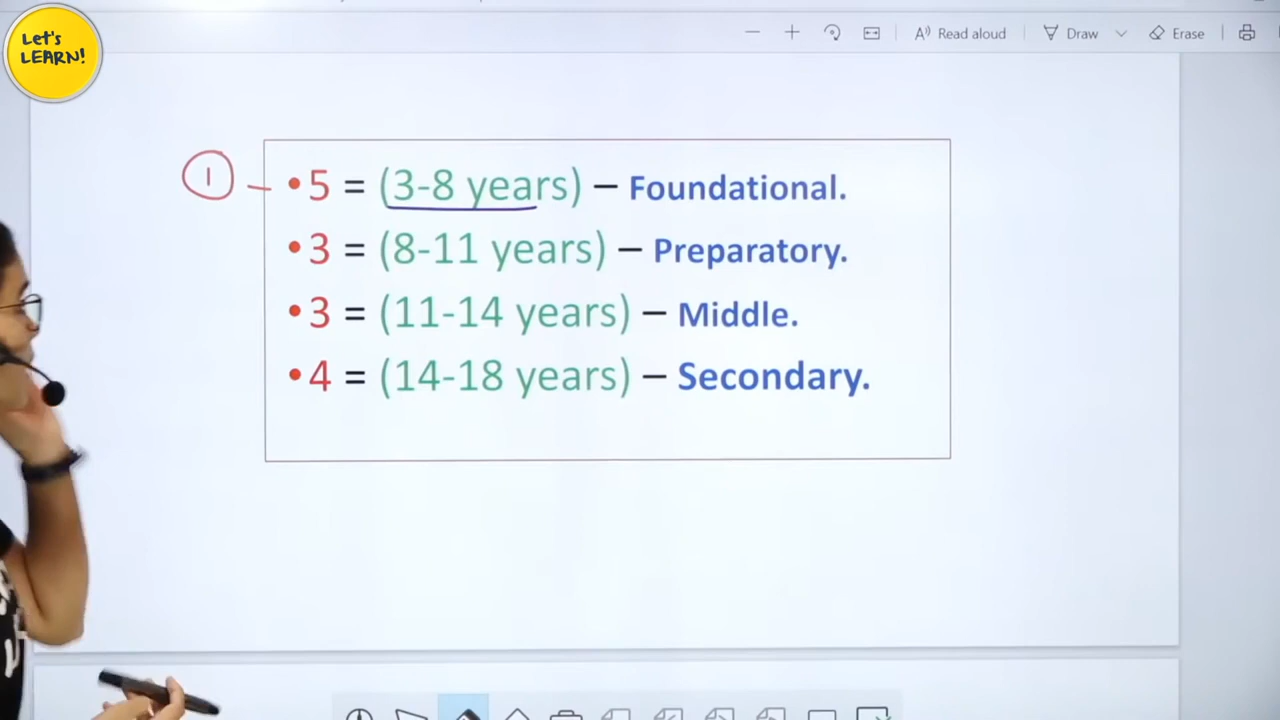 Let's
LEARN!
Read aloud
Draw
Erase
1
•5 = (3-8 years) – Foundational.
•3 = (8-11 years) – Preparatory.
•3 = (11-14 years) – Middle.
•4 = (14-18 years) – Secondary.